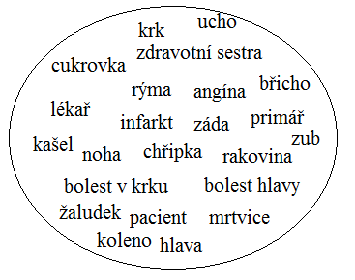 ucho
krk
zdravotní sestra
cukrovka
břicho
rýma angína
lékař
infarkt záda primář
zub
kašel noha chřipka rakovina
bolest v krku bolest hlavy
žaludek pacient mrtvice
koleno hlava